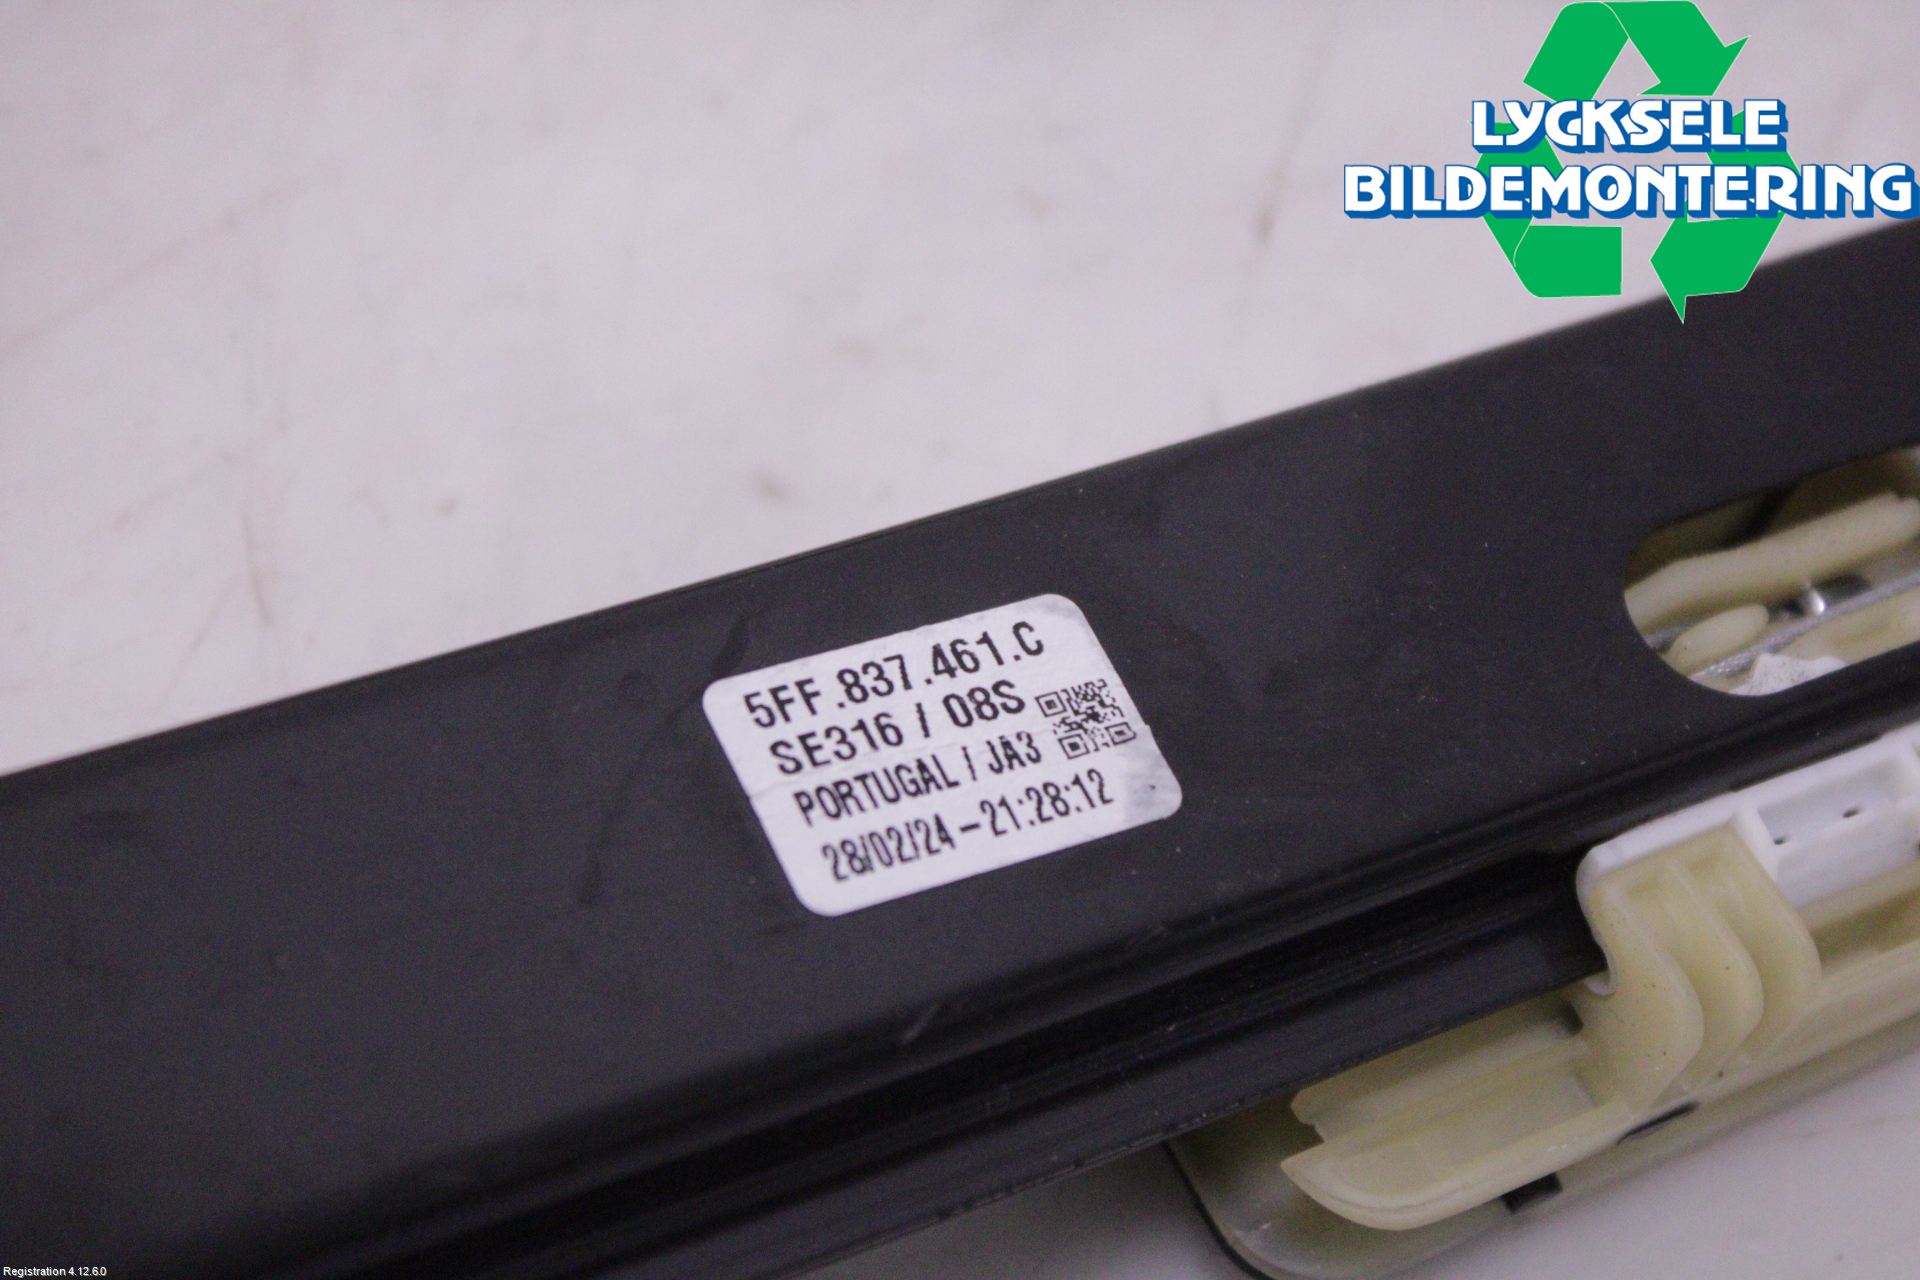 LYCKSELE
BILDEMONTERING
5FF.837.461.C
SE316 / 08S
PORTUGAL / JA3
28/02/24-21:28:12
Registration 4.12.6.0